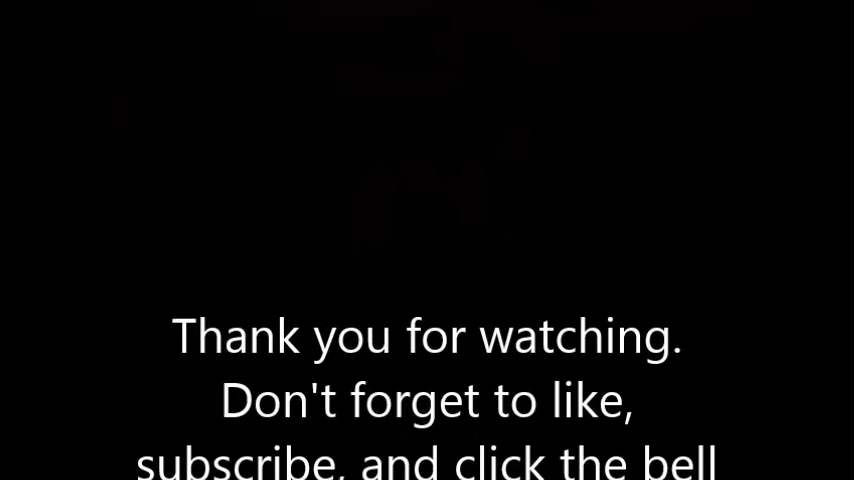 Thank you for watching.
Don't forget to like,
subscribe, and click the bell